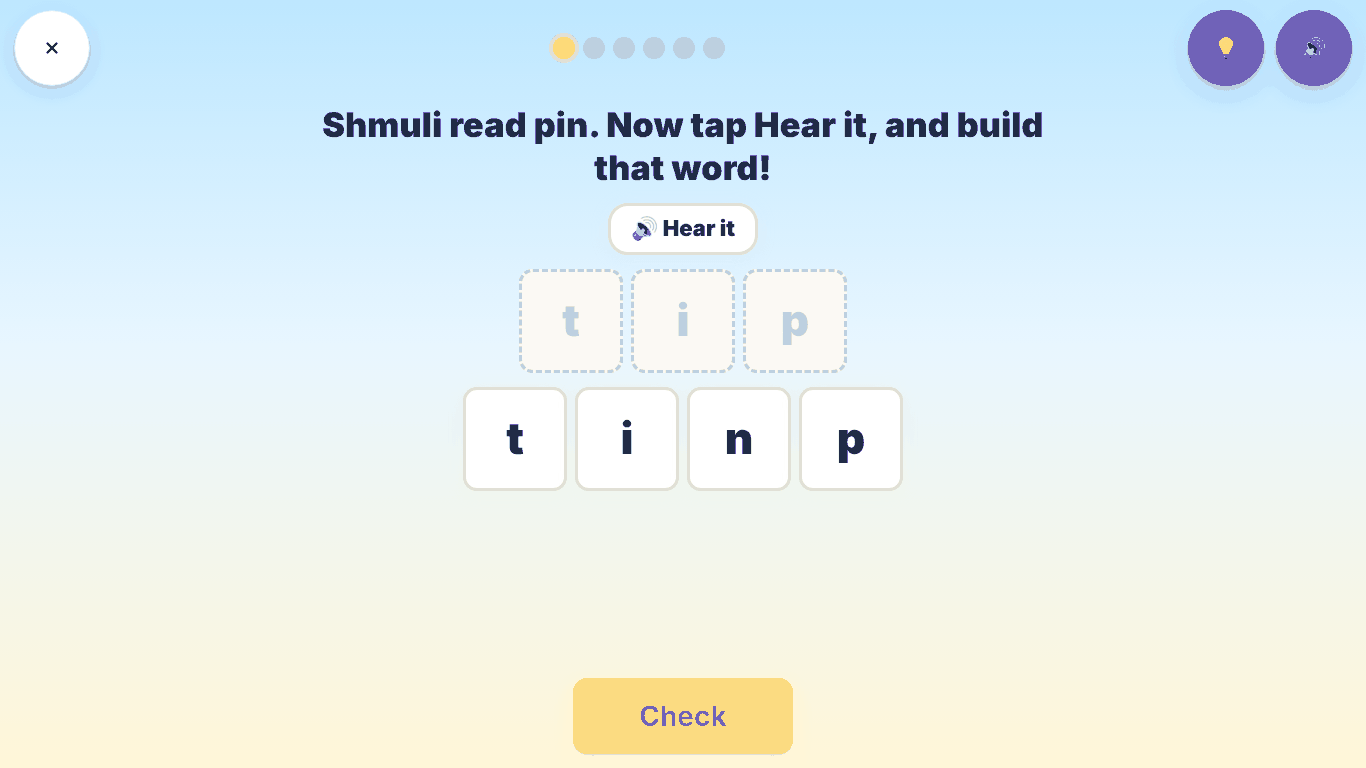 ×
Shmuli read pin. Now tap Hear it, and build
that word!
Hear it
t i p
t i n p
Check